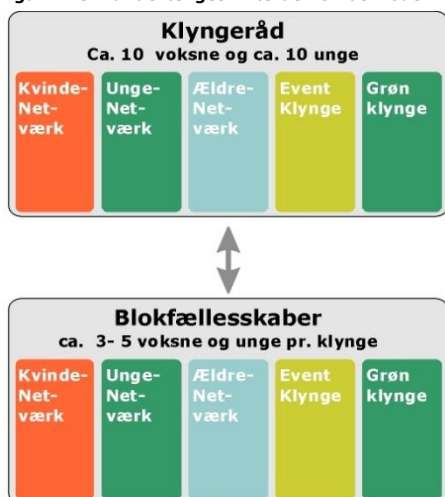 Klyngeråd
Ca. 10 voksne og ca. 10 unge
Kvinde-
Net-
værk
Unge-
Net-
værk
Ældre-
Net-
værk
Event
Klynge
Grøn
klynge
Blokfællesskaber
ca. 3- 5 voksne og unge pr. klynge
Kvinde-
Net-
værk
Unge-
Net-
værk
Ældre-
Net-
værk
Event
Klynge
Grøn
klynge